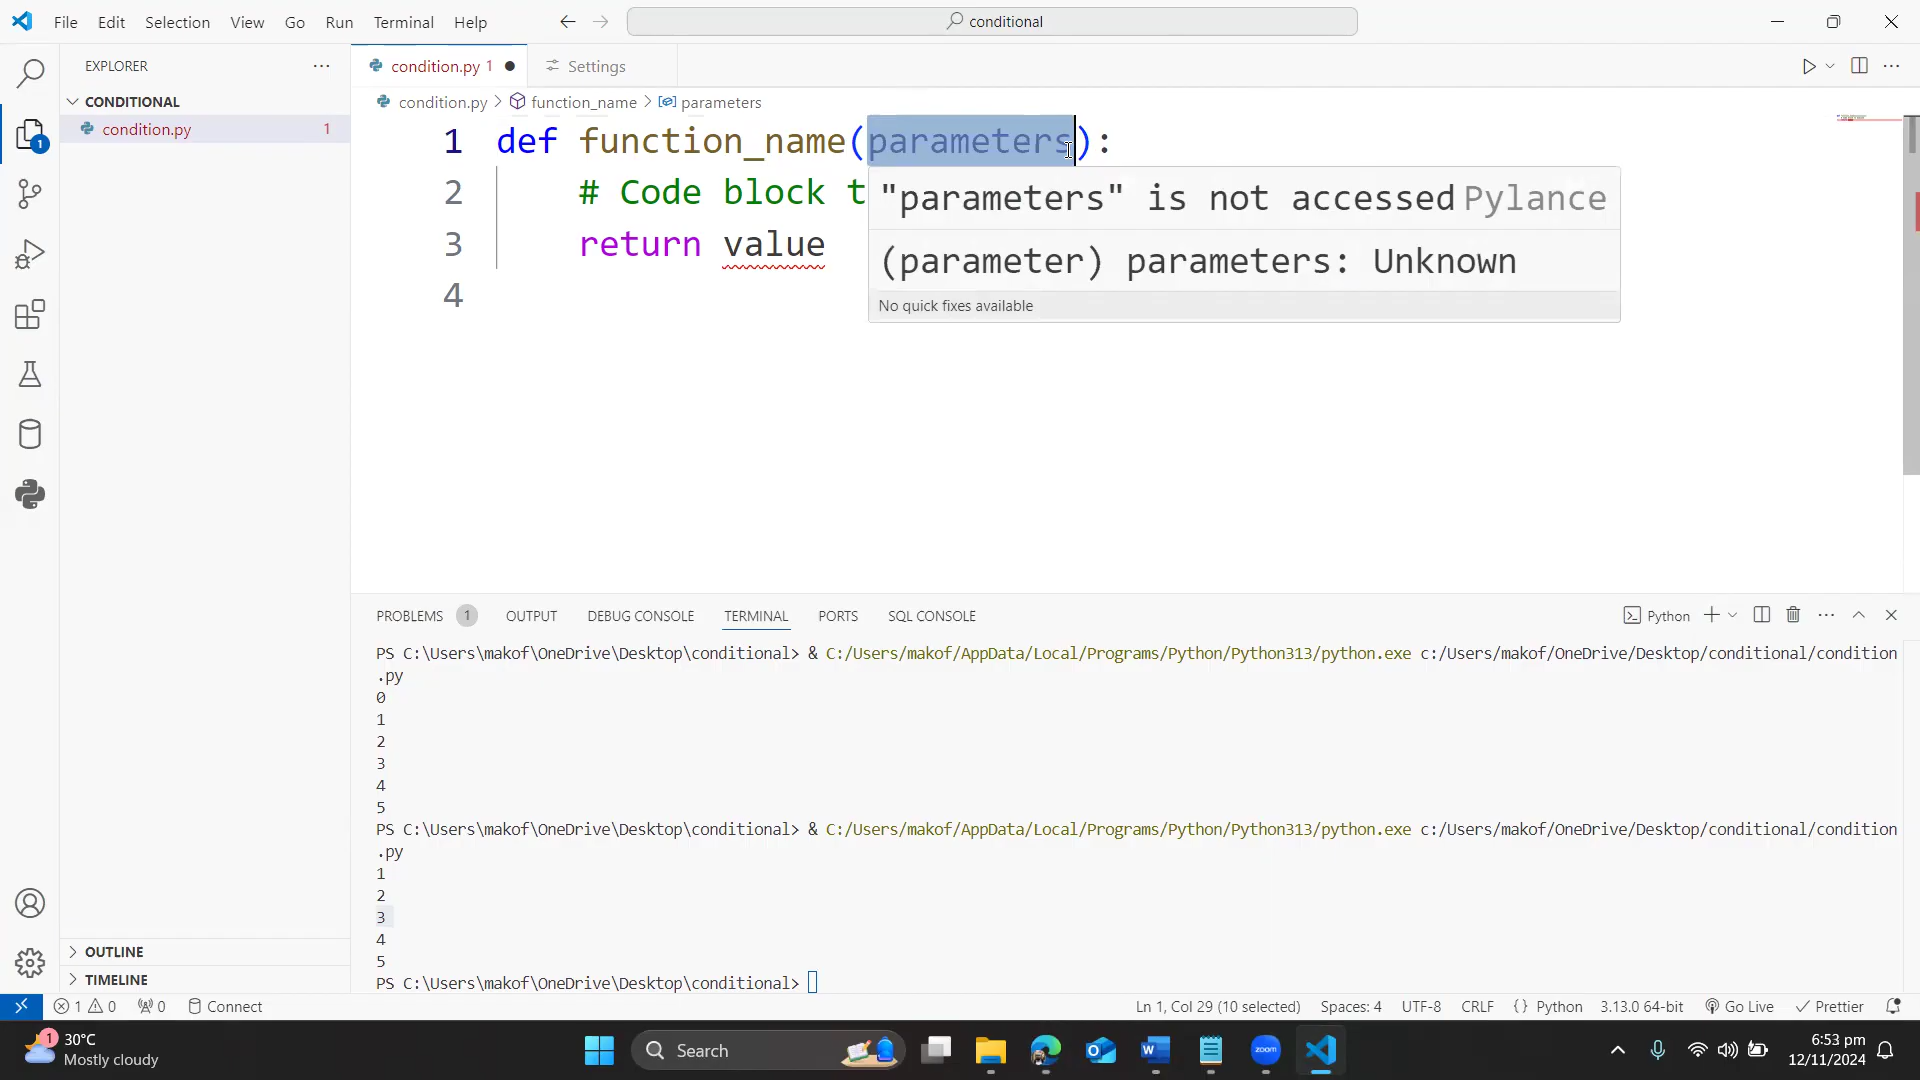 File Edit Selection View Go Run Terminal Help
conditional
EXPLORER
condition.py 1
Settings
CONDITIONAL
condition.py 1
condition.py > function_name > parameters
1 def function_name(parameters):
2 # Code block t
3 return value
4
"parameters" is not accessed Pylance
(parameter) parameters: Unknown
No quick fixes available
1
PROBLEMS 1 OUTPUT DEBUG CONSOLE TERMINAL PORTS SQL CONSOLE
Python
PS C:\Users\makof\OneDrive\Desktop\conditional> & C:/Users/makof/AppData/Local/Programs/Python/Python313/python.exe c:/Users/makof/OneDrive/Desktop/conditional/condition
.py
0
1
2
3
4
5
PS C:\Users\makof\OneDrive\Desktop\conditional> & C:/Users/makof/AppData/Local/Programs/Python/Python313/python.exe c:/Users/makof/OneDrive/Desktop/conditional/condition
.py
1
2
3
4
5
PS C:\Users\makof\OneDrive\Desktop\conditional>
OUTLINE
TIMELINE
1 0 0 Connect
Ln 1, Col 29 (10 selected) Spaces: 4 UTF-8 CRLF {} Python 3.13.0 64-bit Go Live Prettier
1
30°C
Mostly cloudy
Search
zoom
6:53 pm
12/11/2024